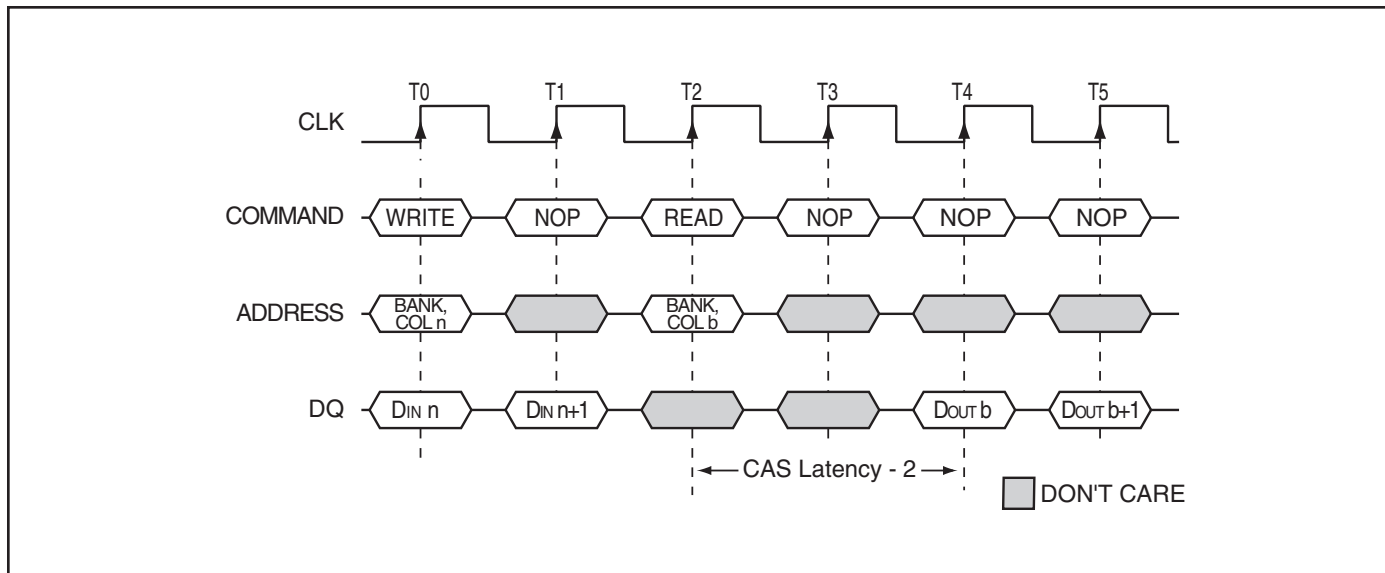 T0 T1 T2 T3 T4 T5
CLK
COMMAND WRITE NOP READ NOP NOP NOP
ADDRESS BANK, COL n BANK, COL b
DQ DIN n DIN n+1 DOUT b DOUT b+1
CAS Latency - 2
DON'T CARE